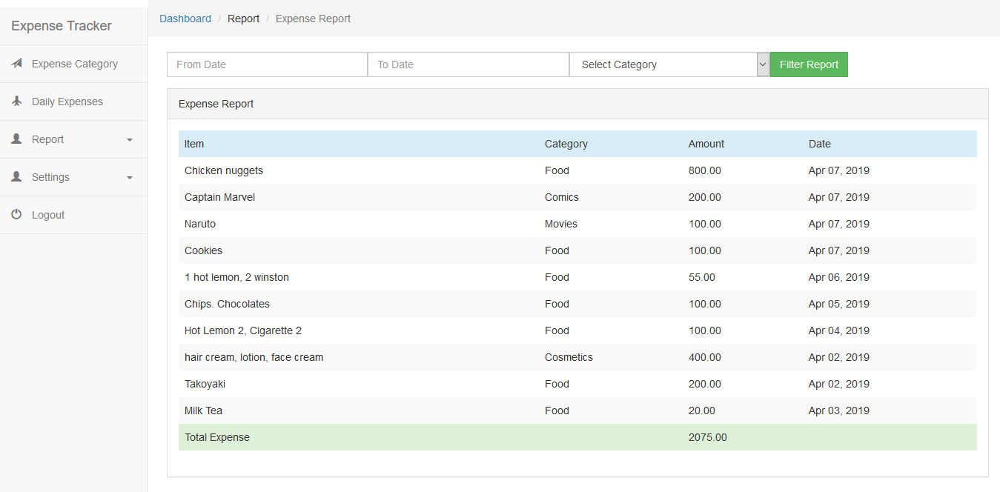 Expense Tracker
Expense Category
Daily Expenses
Report
Settings
Logout
Dashboard / Report / Expense Report
From Date To Date Select Category Filter Report
Expense Report
Item Category Amount Date
Chicken nuggets Food 800.00 Apr 07, 2019
Captain Marvel Comics 200.00 Apr 07, 2019
Naruto Movies 100.00 Apr 07, 2019
Cookies Food 100.00 Apr 07, 2019
1 hot lemon, 2 winston Food 55.00 Apr 06, 2019
Chips. Chocolates Food 100.00 Apr 05, 2019
Hot Lemon 2, Cigarette 2 Food 100.00 Apr 04, 2019
hair cream, lotion, face cream Cosmetics 400.00 Apr 02, 2019
Takoyaki Food 200.00 Apr 02, 2019
Milk Tea Food 20.00 Apr 03, 2019
Total Expense 2075.00